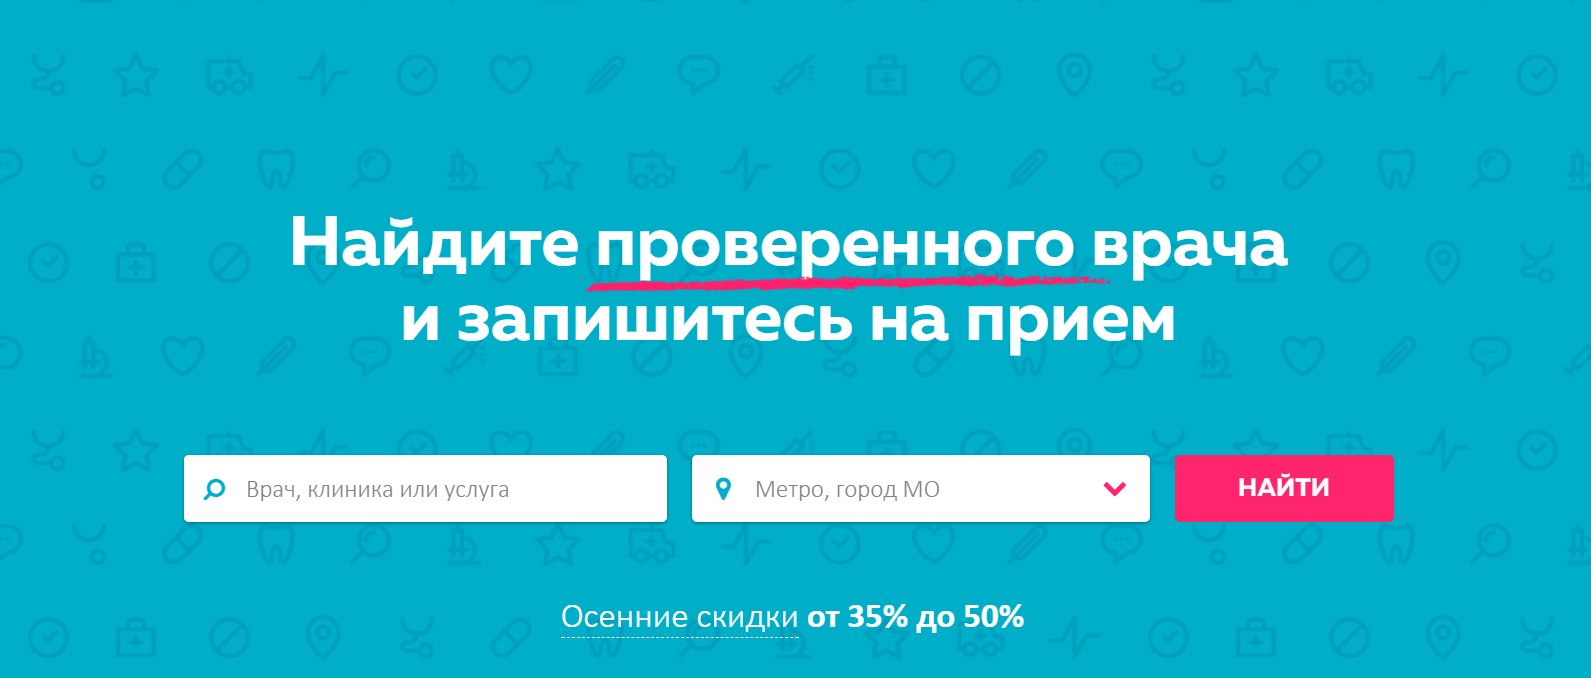 Найдите проверенного врача
и запишитесь на прием
Врач, клиника или услуга
Метро, город МО
НАЙТИ
Осенние скидки от 35% до 50%